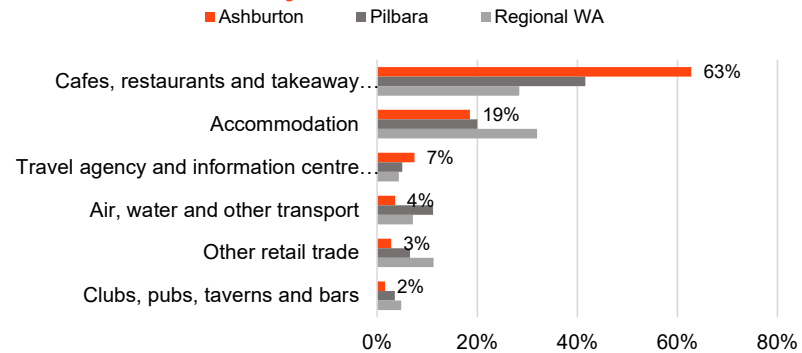 Ashburton Pilbara Regional WA
Cafes, restaurants and takeaway… 63%
Accommodation 19%
Travel agency and information centre… 7%
Air, water and other transport 4%
Other retail trade 3%
Clubs, pubs, taverns and bars 2%
0% 20% 40% 60% 80%